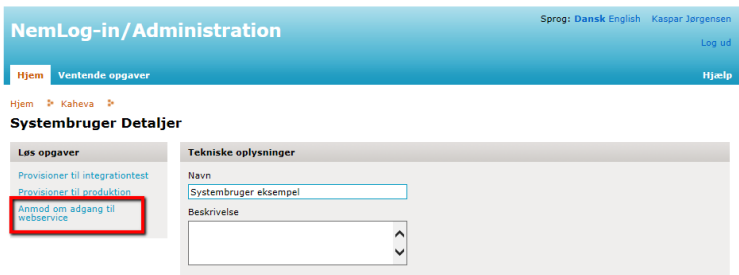 Sprog: Dansk English Kaspar Jørgensen
NemLog-in/Administration
Log ud
Hjem Ventende opgaver Hjælp
Hjem Kaheva
Systembruger Detaljer
Løs opgaver
Provisioner til integrationtest
Provisioner til produktion
Anmod om adgang til
webservice
Tekniske oplysninger
Navn
Systembruger eksempel
Beskrivelse